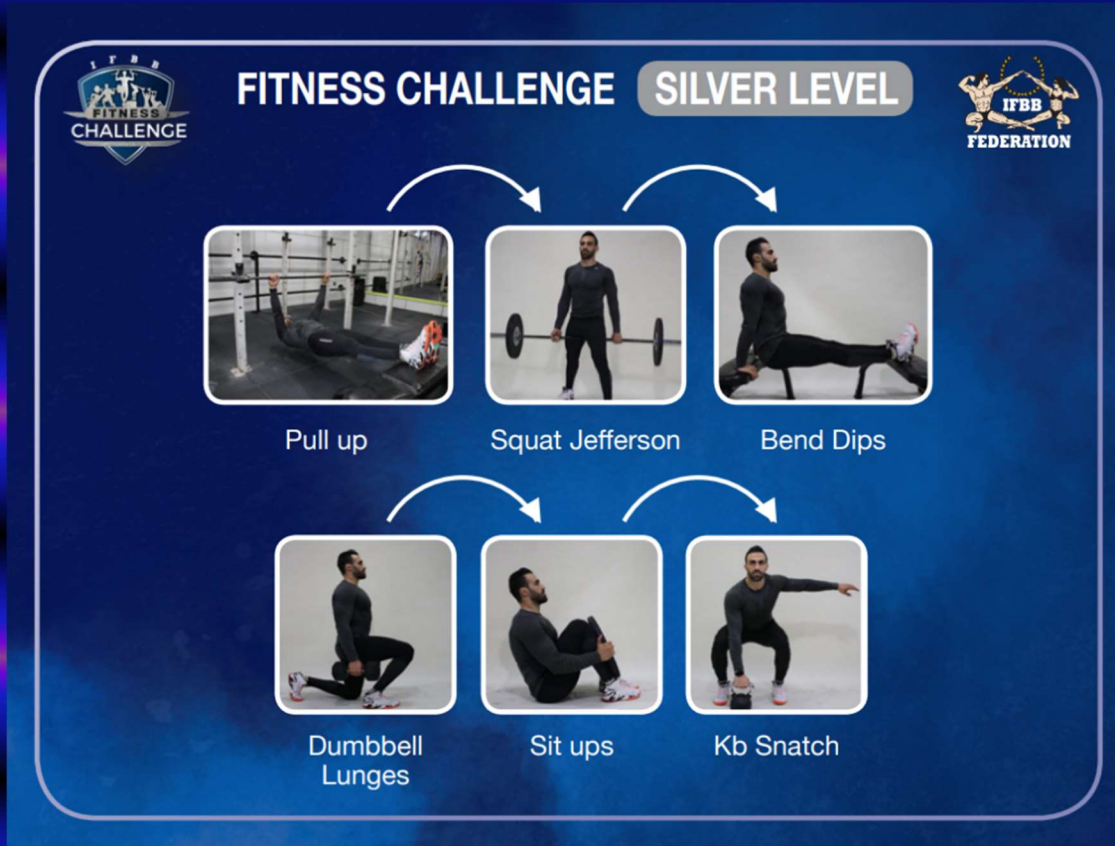 IFBB
FITNESS
CHALLENGE
FITNESS CHALLENGE SILVER LEVEL
IFBB
FEDERATION
Pull up
Squat Jefferson
Bend Dips
Dumbbell
Lunges
Sit ups
Kb Snatch